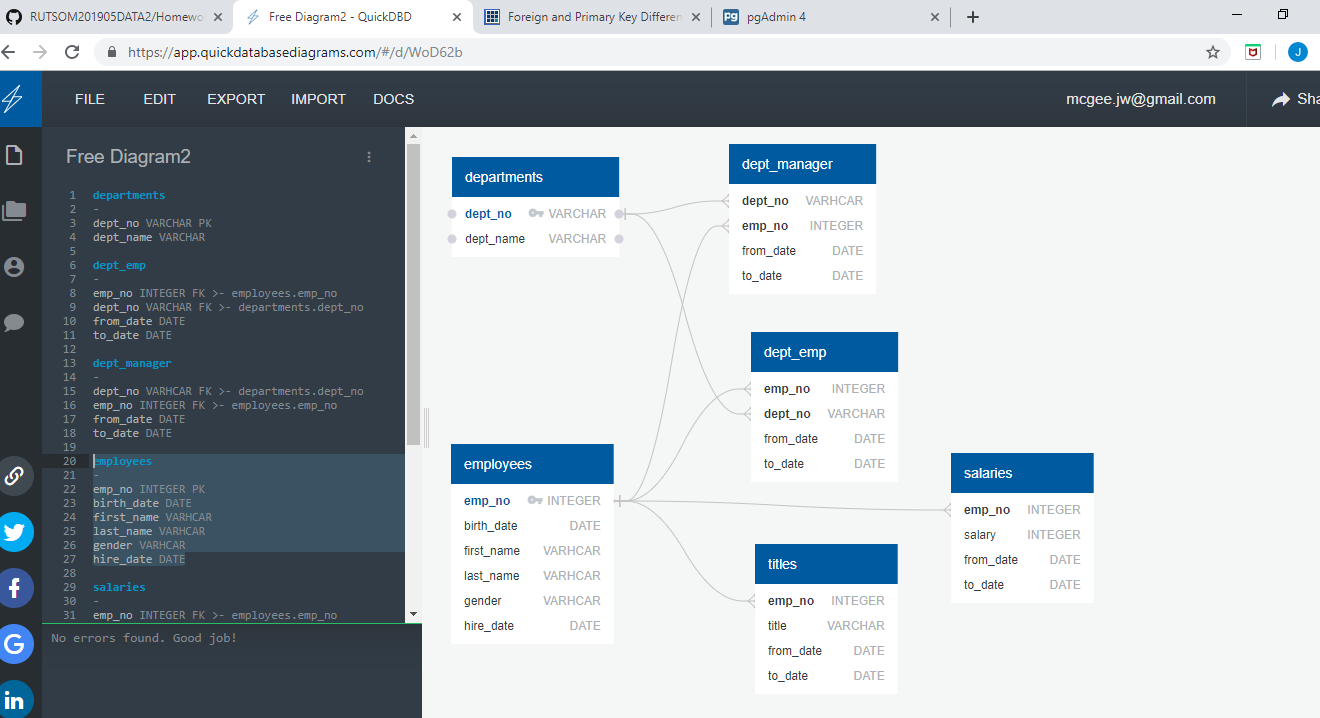 RUTSOM201905DATA2/Homewo
Free Diagram2 - QuickDBD
Foreign and Primary Key Differen
pgAdmin 4
https://app.quickdatabasediagrams.com/#/d/WoD62b
J
FILE EDIT EXPORT IMPORT DOCS
mcgee.jw@gmail.com
Sha
Free Diagram2
1 departments
2 -
3 dept_no VARCHAR PK
4 dept_name VARCHAR
5
6 dept_emp
7 -
8 emp_no INTEGER FK >- employees.emp_no
9 dept_no VARCHAR FK >- departments.dept_no
10 from_date DATE
11 to_date DATE
12
13 dept_manager
14 -
15 dept_no VARHCAR FK >- departments.dept_no
16 emp_no INTEGER FK >- employees.emp_no
17 from_date DATE
18 to_date DATE
19
20 employees
21 -
22 emp_no INTEGER PK
23 birth_date DATE
24 first_name VARHCAR
25 last_name VARHCAR
26 gender VARHCAR
27 hire_date DATE
28
29 salaries
30 -
31 emp_no INTEGER FK >- employees.emp_no
No errors found. Good job!
departments
dept_no VARCHAR
dept_name VARCHAR
dept_manager
dept_no VARHCAR
emp_no INTEGER
from_date DATE
to_date DATE
dept_emp
emp_no INTEGER
dept_no VARCHAR
from_date DATE
to_date DATE
employees
emp_no INTEGER
birth_date DATE
first_name VARHCAR
last_name VARHCAR
gender VARHCAR
hire_date DATE
salaries
emp_no INTEGER
salary INTEGER
from_date DATE
to_date DATE
titles
emp_no INTEGER
title VARCHAR
from_date DATE
to_date DATE